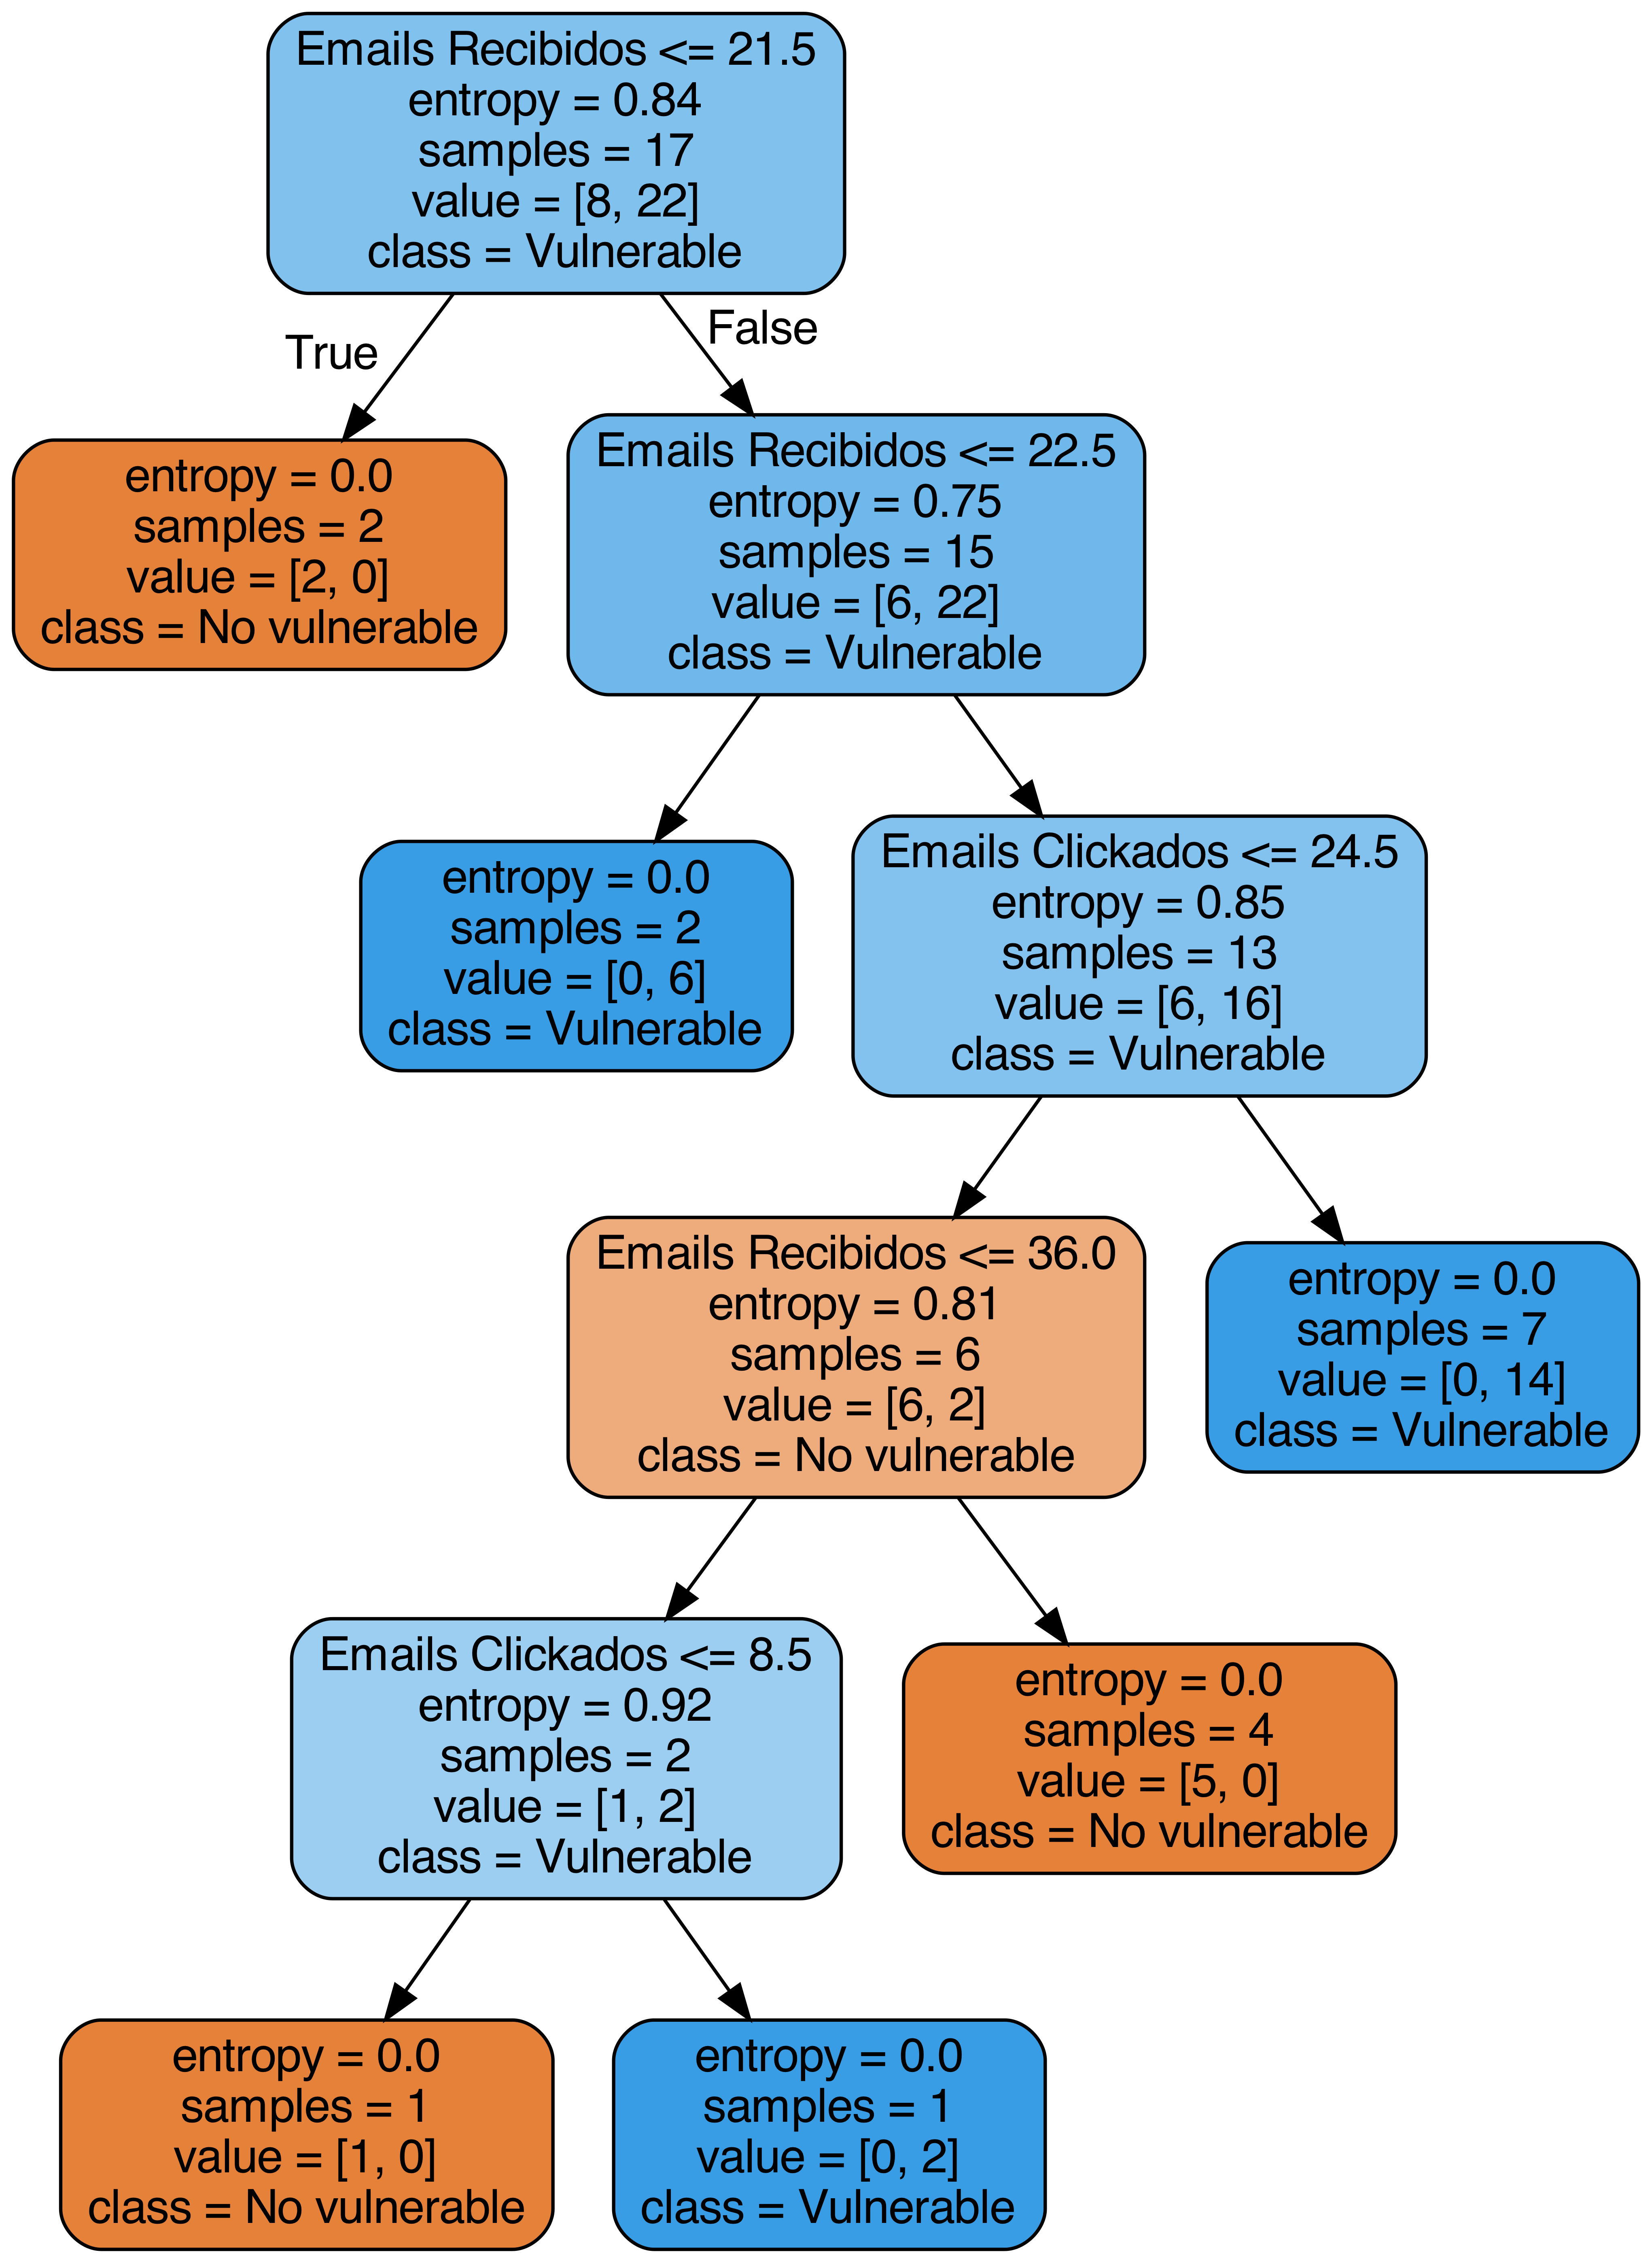 Emails Recibidos <= 21.5
entropy = 0.84
samples = 17
value = [8, 22]
class = Vulnerable
True
False
entropy = 0.0
samples = 2
value = [2, 0]
class = No vulnerable
Emails Recibidos <= 22.5
entropy = 0.75
samples = 15
value = [6, 22]
class = Vulnerable
entropy = 0.0
samples = 2
value = [0, 6]
class = Vulnerable
Emails Clickados <= 24.5
entropy = 0.85
samples = 13
value = [6, 16]
class = Vulnerable
Emails Recibidos <= 36.0
entropy = 0.81
samples = 6
value = [6, 2]
class = No vulnerable
entropy = 0.0
samples = 7
value = [0, 14]
class = Vulnerable
Emails Clickados <= 8.5
entropy = 0.92
samples = 2
value = [1, 2]
class = Vulnerable
entropy = 0.0
samples = 4
value = [5, 0]
class = No vulnerable
entropy = 0.0
samples = 1
value = [1, 0]
class = No vulnerable
entropy = 0.0
samples = 1
value = [0, 2]
class = Vulnerable